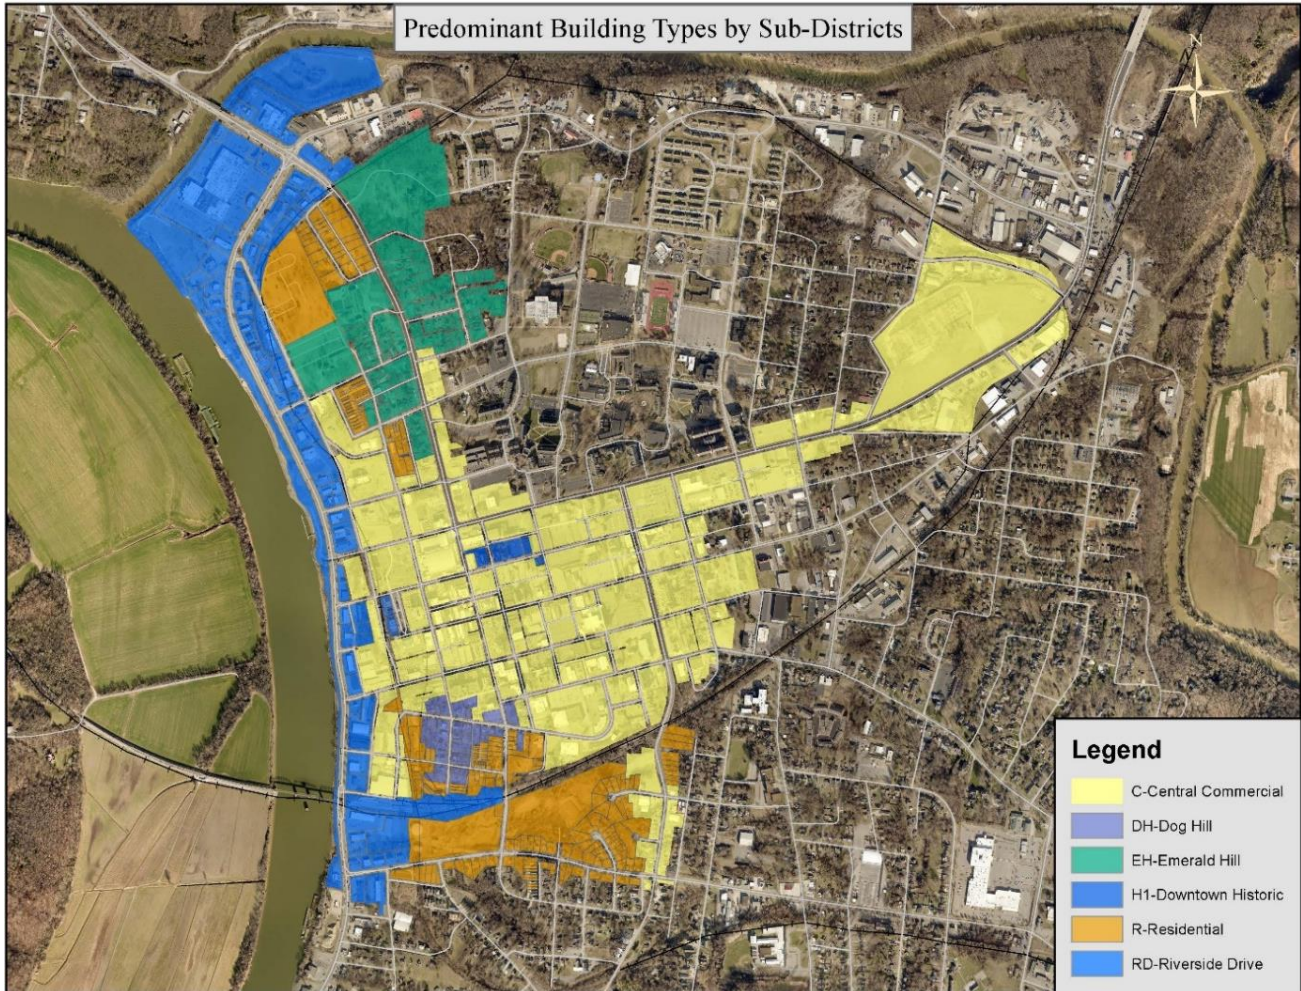 Predominant Building Types by Sub-Districts
N
Legend
C-Central Commercial
DH-Dog Hill
EH-Emerald Hill
H1-Downtown Historic
R-Residential
RD-Riverside Drive